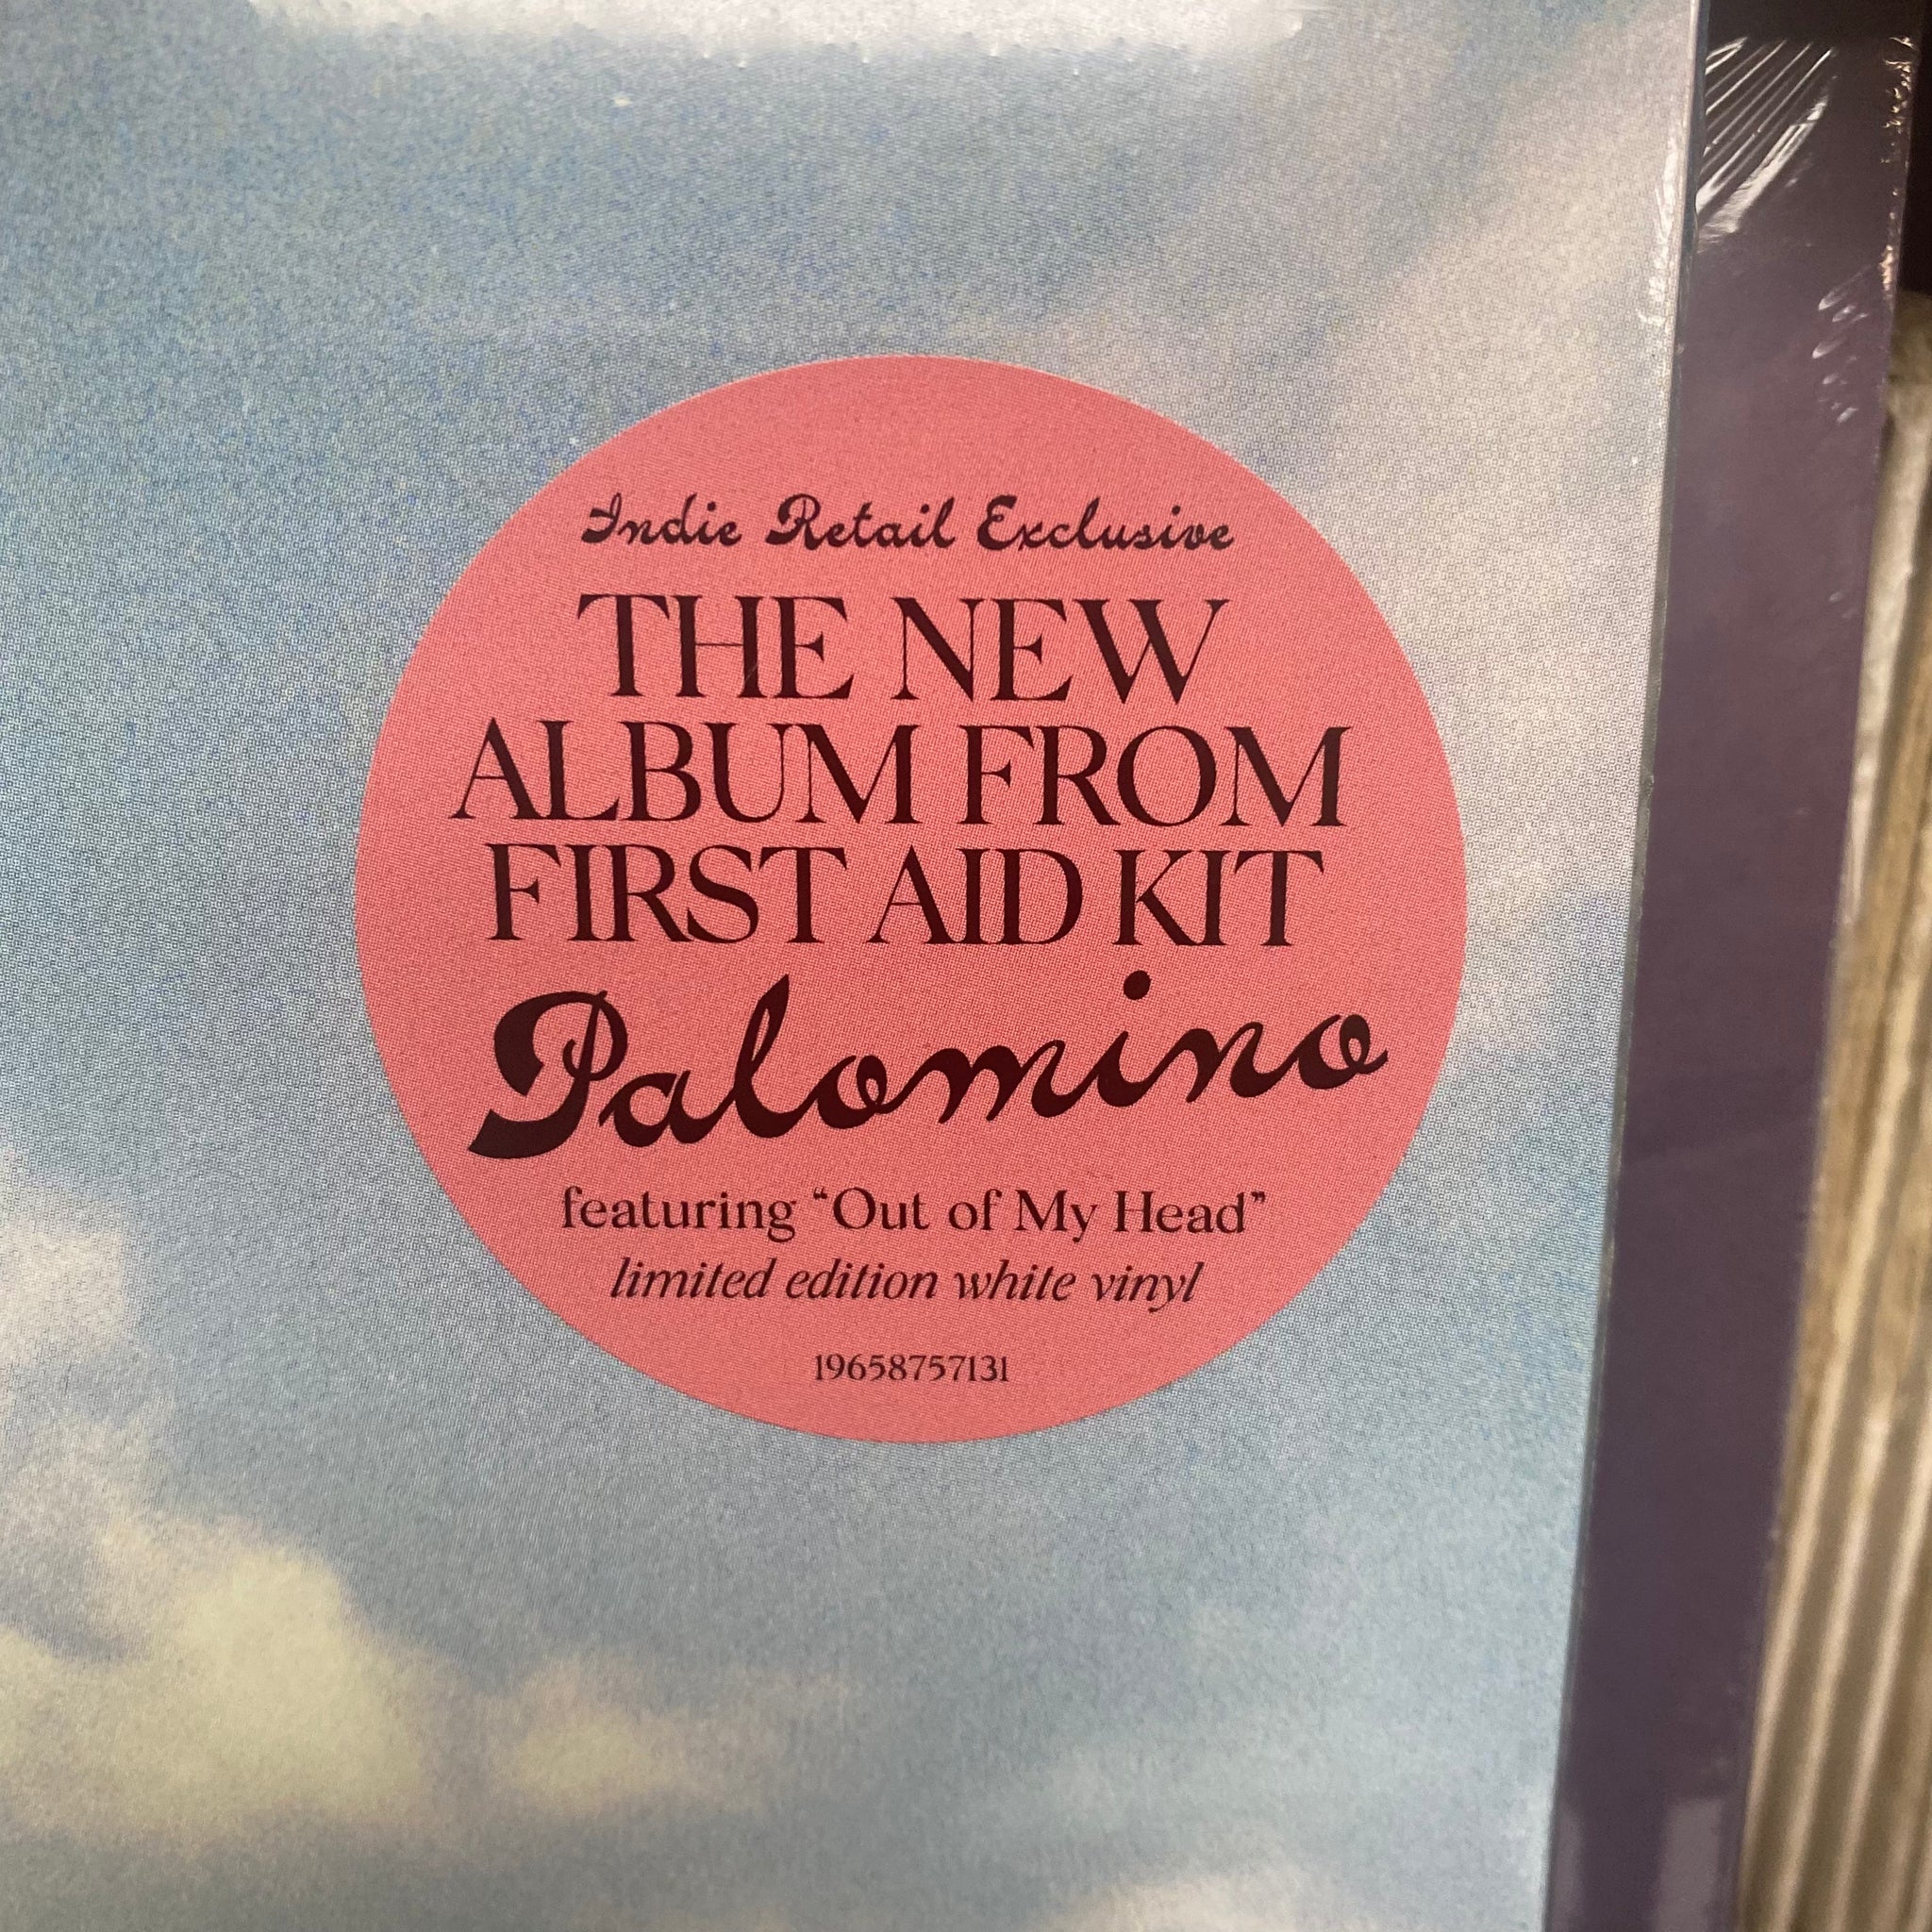 Indie Retail Exclusive
THE NEW
ALBUM FROM
FIRST AID KIT
Palomino
featuring “Out of My Head”
limited edition white vinyl
19658757131